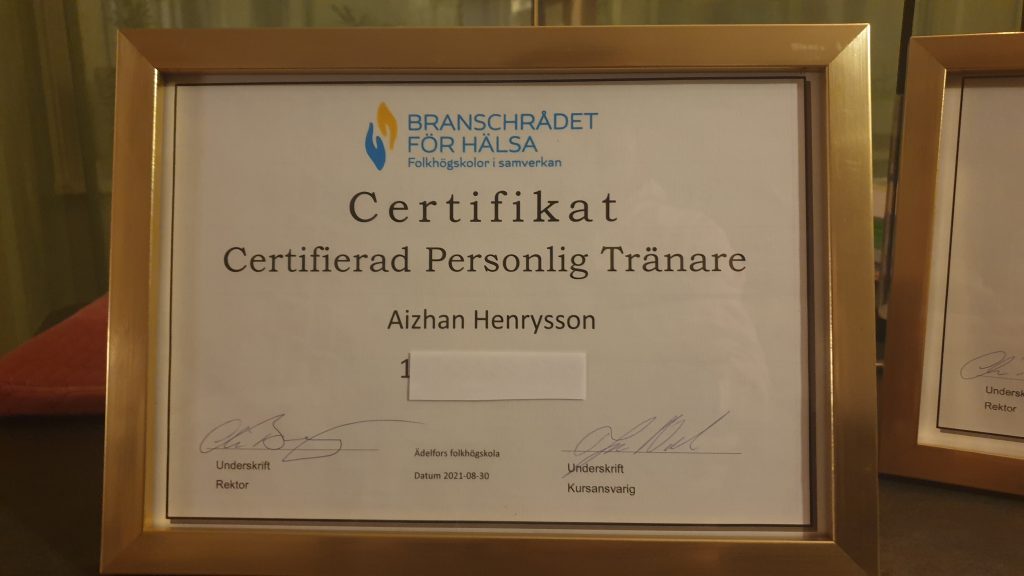 BRANSCHRÅDET
FÖR HÄLSA
Folkhögskolor i samverkan
Certifikat
Certifierad Personlig Tränare
Aizhan Henrysson
1
Underskrift
Rektor
Ädelfors folkhögskola
Datum 2021-08-30
Underskrift
Kursansvarig
Undersk
Rektor